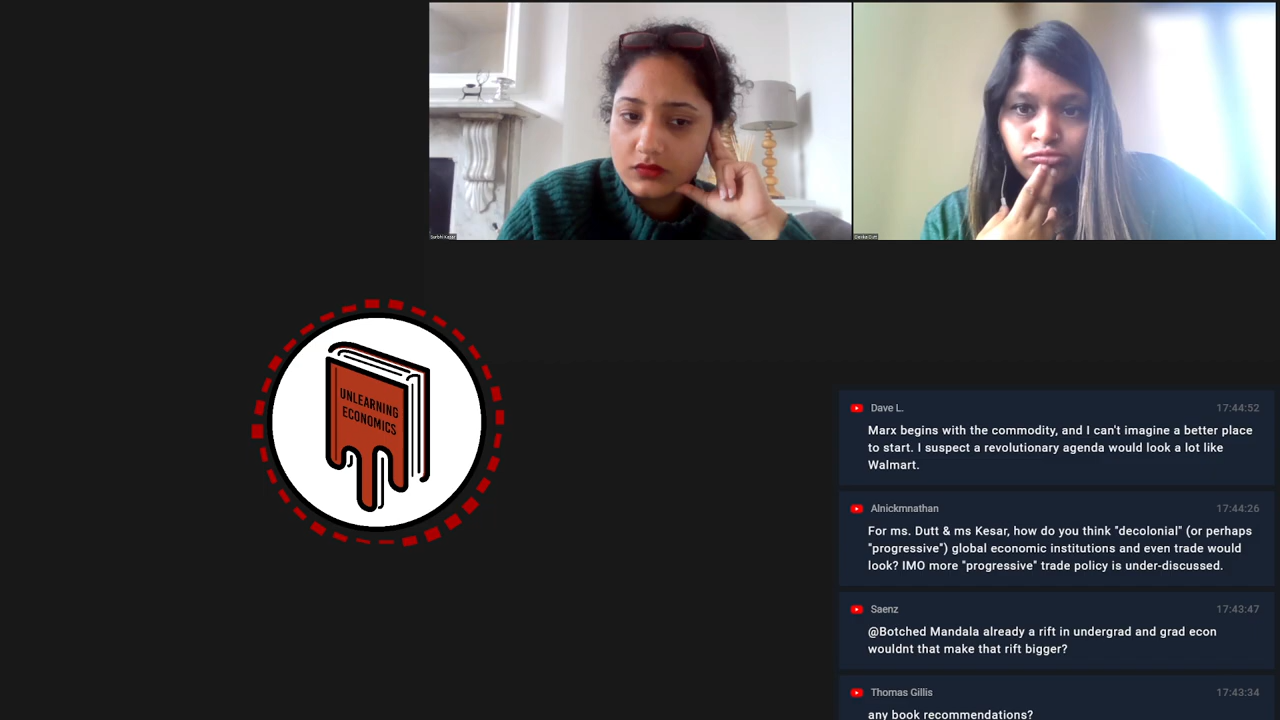 Surbhi Kesar
Devika Dutt
UNLEARNING
ECONOMICS
Dave L.
17:44:52
Marx begins with the commodity, and I can't imagine a better place
to start. I suspect a revolutionary agenda would look a lot like
Walmart.
Alnickmnathan
17:44:26
For ms. Dutt & ms Kesar, how do you think "decolonial" (or perhaps
"progressive") global economic institutions and even trade would
look? IMO more "progressive" trade policy is under-discussed.
Saenz
17:43:47
@Botched Mandala already a rift in undergrad and grad econ
wouldnt that make that rift bigger?
Thomas Gillis
17:43:34
any book recommendations?